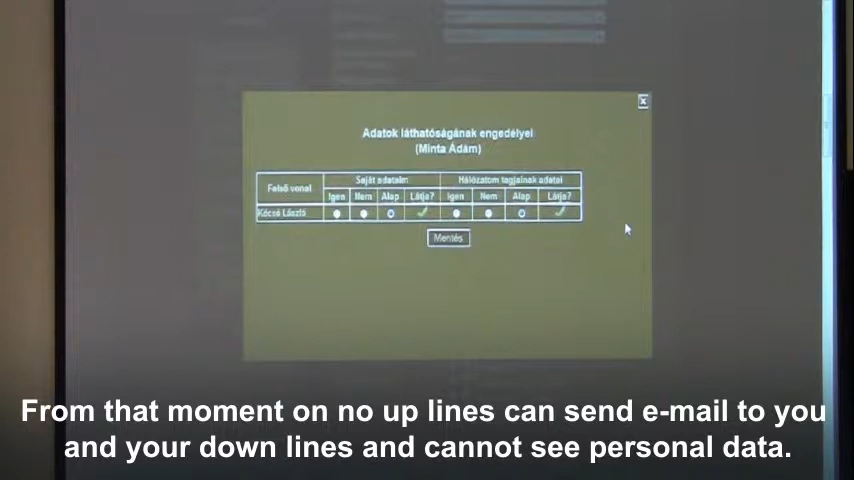 X
Adatok láthatóságának engedélyei
(Minta Ádám)
Felső vonal Saját adataim Hálózatom tagjainak adatai
Igen Nem Alap Látja? Igen Nem Alap Látja?
Kócsó László
Mentés
From that moment on no up lines can send e-mail to you
and your down lines and cannot see personal data.